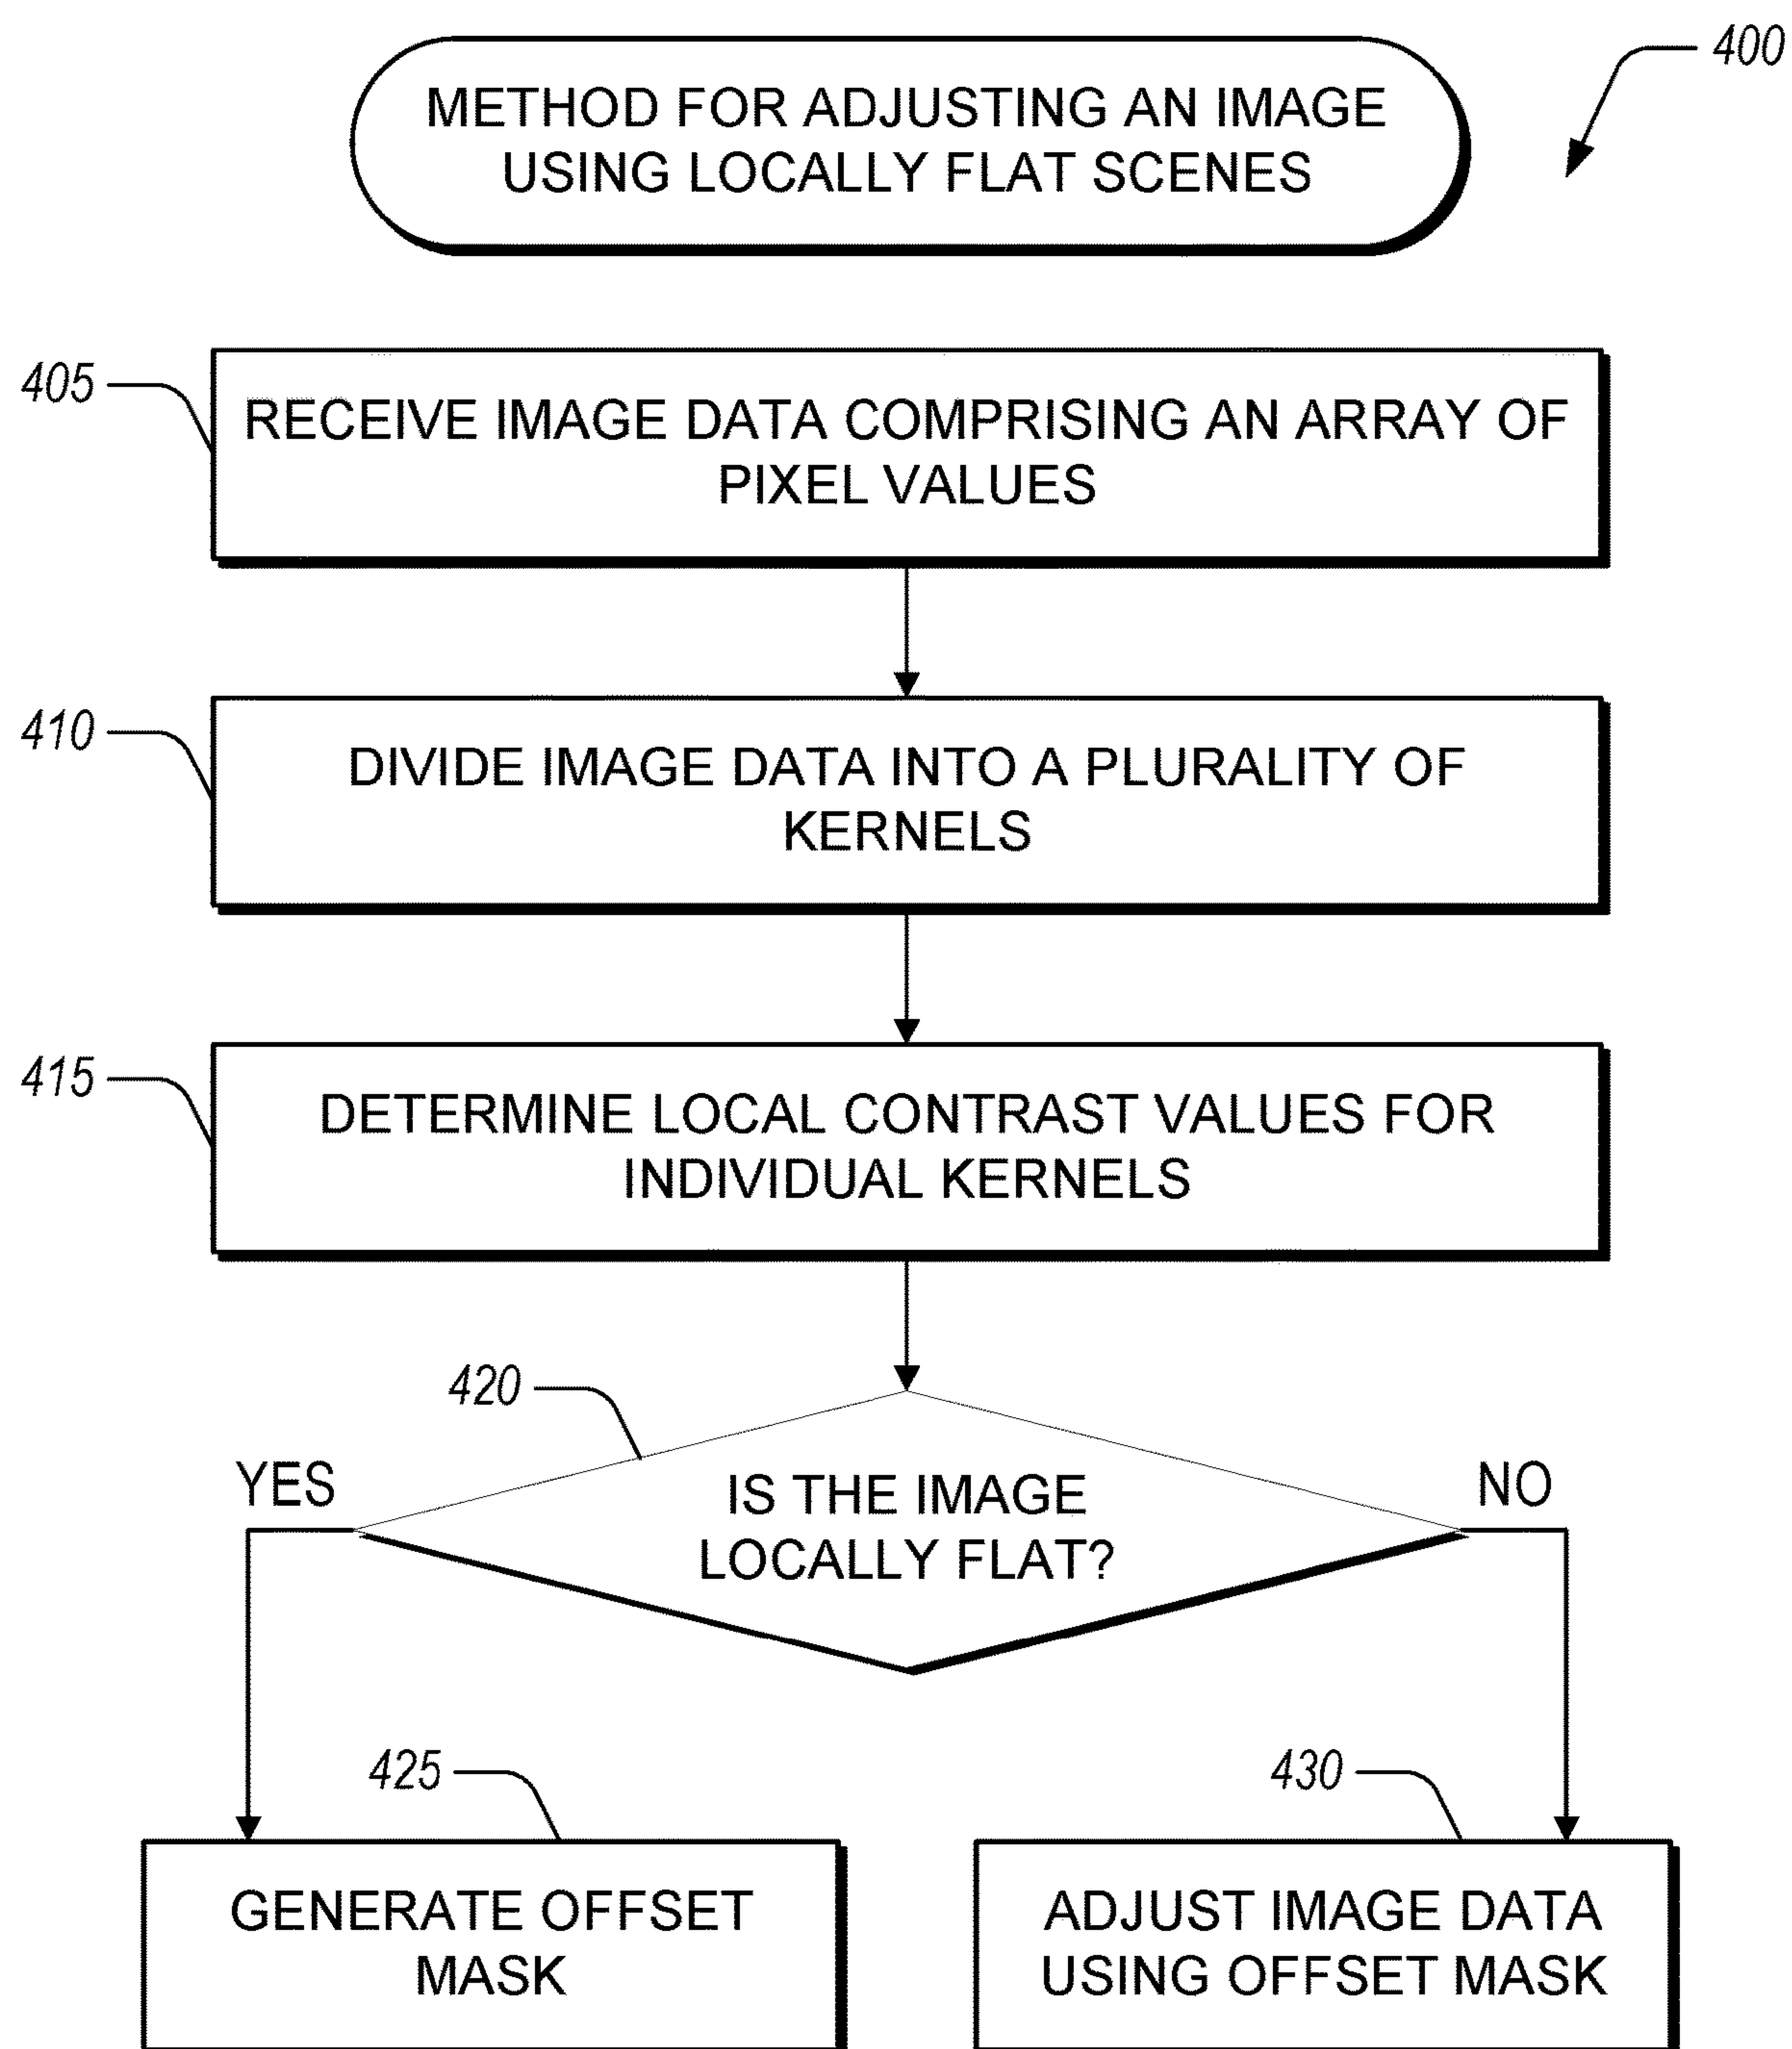 400
METHOD FOR ADJUSTING AN IMAGE
USING LOCALLY FLAT SCENES
405
RECEIVE IMAGE DATA COMPRISING AN ARRAY OF
PIXEL VALUES
410
DIVIDE IMAGE DATA INTO A PLURALITY OF
KERNELS
415
DETERMINE LOCAL CONTRAST VALUES FOR
INDIVIDUAL KERNELS
420
YES
IS THE IMAGE
LOCALLY FLAT?
NO
425
GENERATE OFFSET
MASK
430
ADJUST IMAGE DATA
USING OFFSET MASK